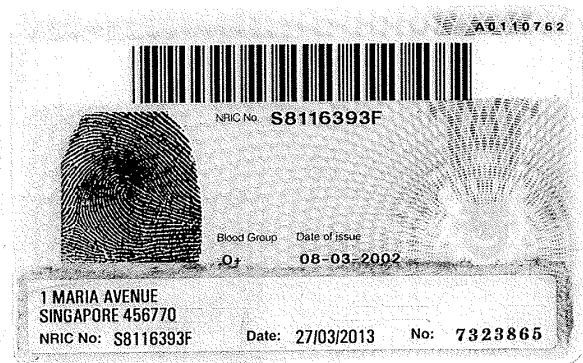 A0110762
NRIC No. S8116393F
Blood Group Date of issue
O+ 08-03-2002
1 MARIA AVENUE
SINGAPORE 456770
NRIC No: S8116393F Date: 27/03/2013 No: 7323865